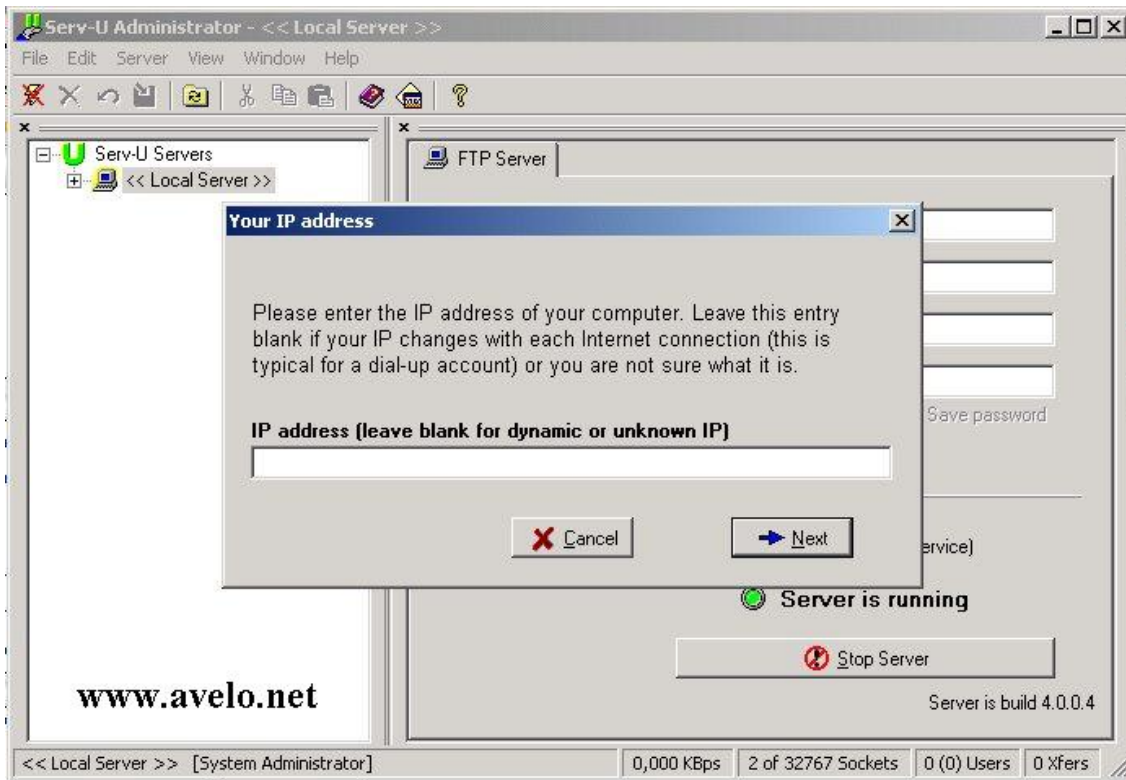 Serv-U Administrator - << Local Server >>
File Edit Server View Window Help
Serv-U Servers
<< Local Server >>
FTP Server
Your IP address
Please enter the IP address of your computer. Leave this entry
blank if your IP changes with each Internet connection (this is
typical for a dial-up account) or you are not sure what it is.
IP address (leave blank for dynamic or unknown IP)
Cancel
Next
Save password
ervice)
Server is running
Stop Server
Server is build 4.0.0.4
www.avelo.net
<< Local Server >> [System Administrator]
0,000 KBps
2 of 32767 Sockets
0 (0) Users
0 Xfers